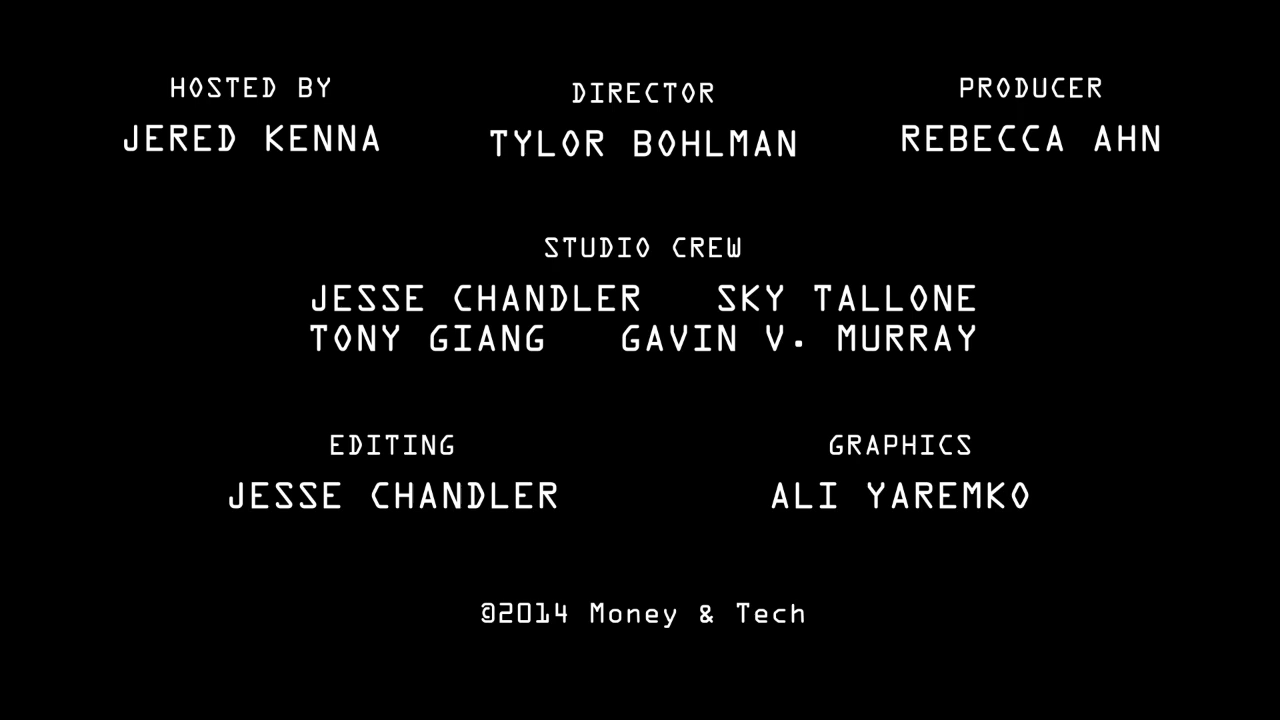 HOSTED BY
JERED KENNA
DIRECTOR
TYLOR BOHLMAN
PRODUCER
REBECCA AHN
STUDIO CREW
JESSE CHANDLER SKY TALLONE
TONY GIANG GAVIN V. MURRAY
EDITING
JESSE CHANDLER
GRAPHICS
ALI YAREMKO
©2014 Money & Tech